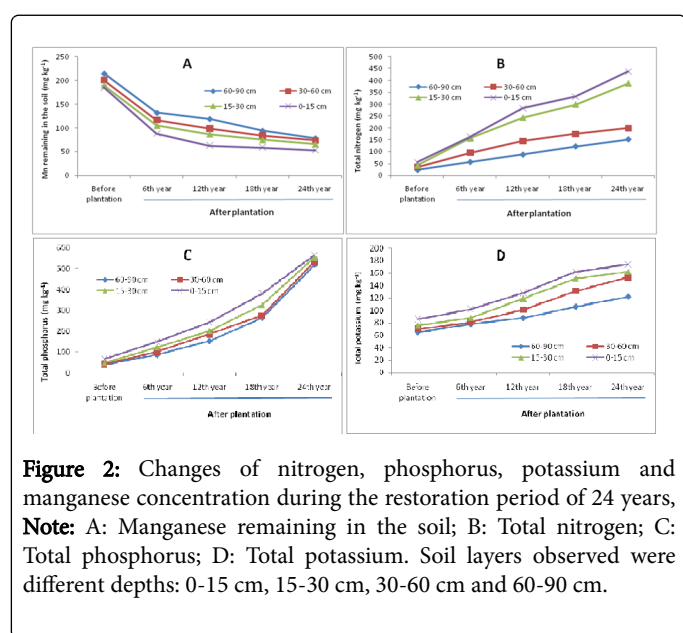 A
Mn remaining in the soil (mg kg⁻¹)
250
200
150
100
50
0
60-90 cm
30-60 cm
15-30 cm
0-15 cm
Before plantation
6th year
12th year
18th year
24th year
After plantation
B
Total nitrogen (mg kg⁻¹)
500
450
400
350
300
250
200
150
100
50
0
60-90 cm
30-60 cm
15-30 cm
0-15 cm
Before plantation
6th year
12th year
18th year
24th year
After plantation
C
Total phosphorus (mg kg⁻¹)
600
500
400
300
200
100
0
60-90 cm
30-60 cm
15-30 cm
0-15 cm
Before plantation
6th year
12th year
18th year
24th year
After plantation
D
Total potassium (mg kg⁻¹)
200
180
160
140
120
100
80
60
40
20
0
60-90 cm
30-60 cm
15-30 cm
0-15 cm
Before plantation
6th year
12th year
18th year
24th year
After plantation
Figure 2: Changes of nitrogen, phosphorus, potassium and
manganese concentration during the restoration period of 24 years,
Note: A: Manganese remaining in the soil; B: Total nitrogen; C:
Total phosphorus; D: Total potassium. Soil layers observed were
different depths: 0-15 cm, 15-30 cm, 30-60 cm and 60-90 cm.